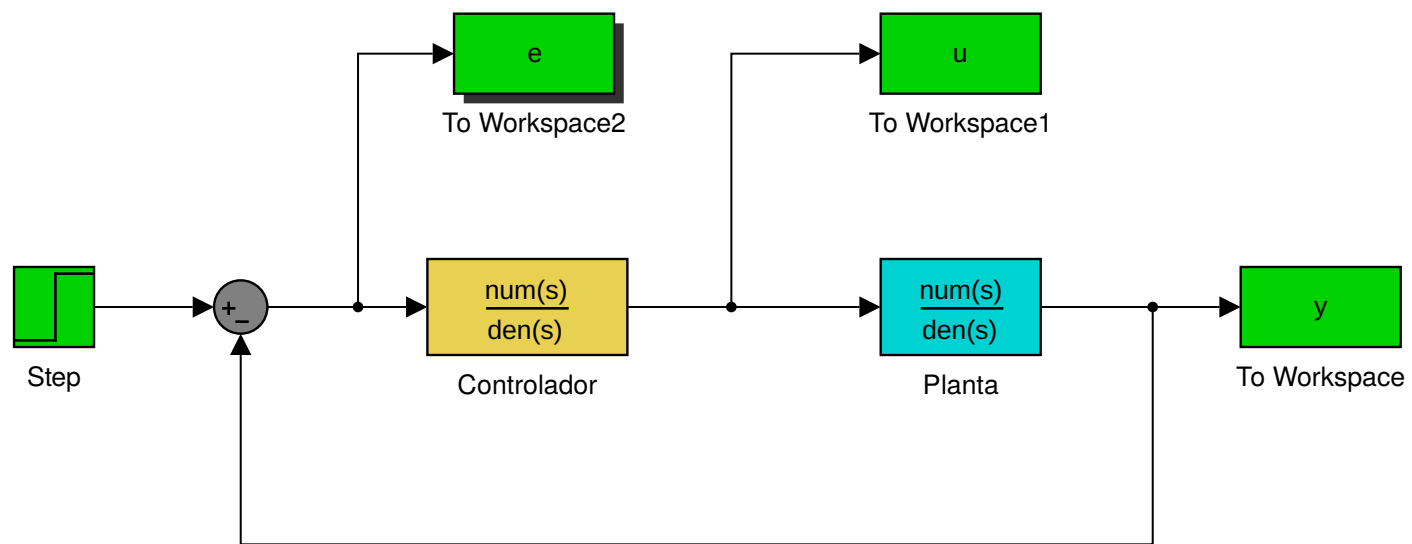 e
To Workspace2
u
To Workspace1
Step
+
−
num(s)
den(s)
Controlador
num(s)
den(s)
Planta
y
To Workspace